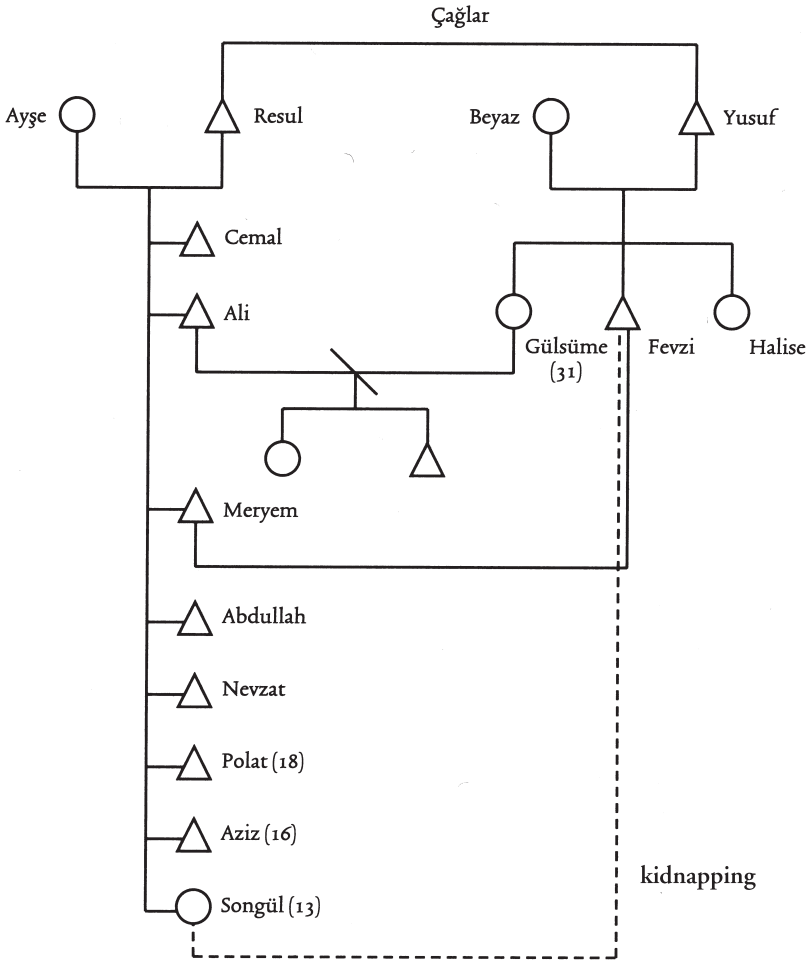 Çağlar
Ayşe
Resul
Beyaz
Yusuf
Cemal
Ali
Gülsüme
(31)
Fevzi
Halise
Meryem
Abdullah
Nevzat
Polat (18)
Aziz (16)
kidnapping
Songül (13)